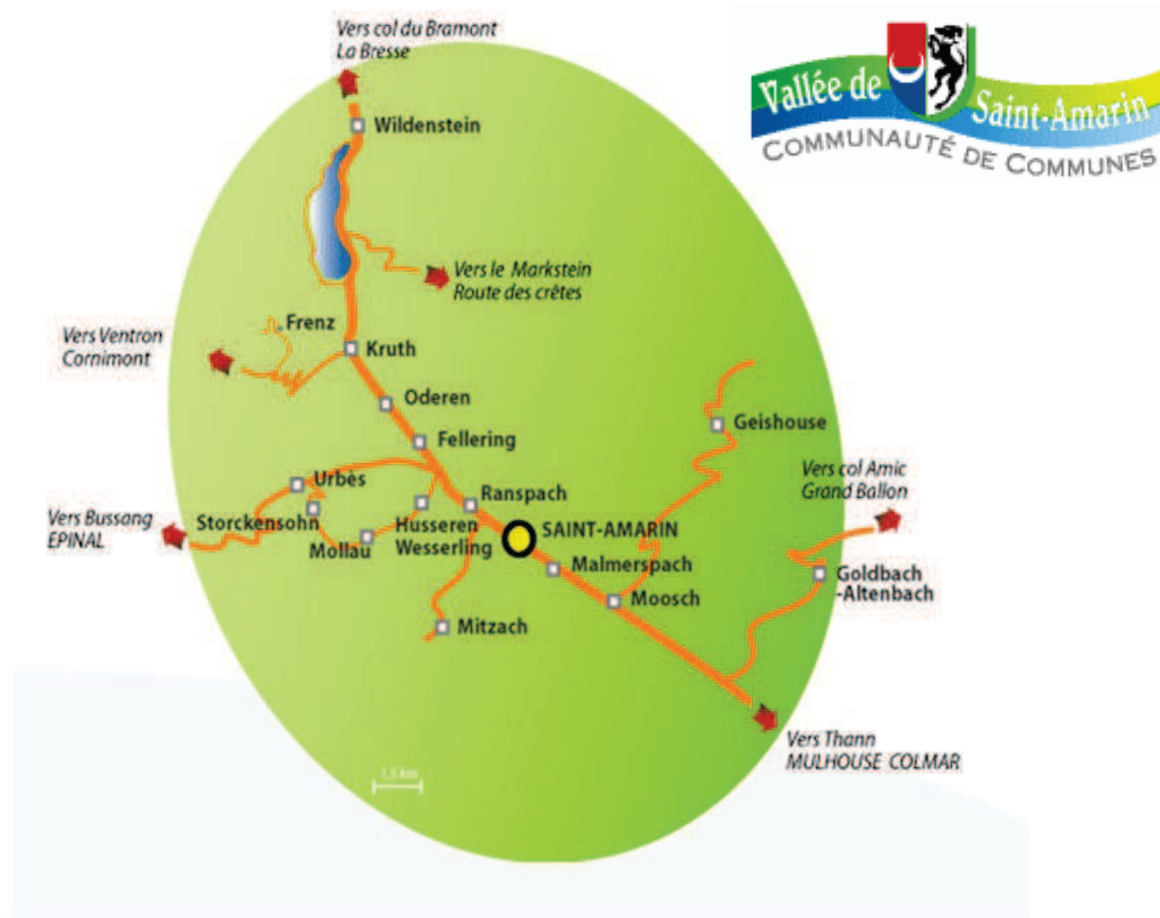 Vers col du Bramont
La Bresse
Vallée de
Saint-Amarin
COMMUNAUTÉ DE COMMUNES
Wildenstein
Vers le Markstein
Route des crêtes
Frenz
Vers Ventron
Cornimont
Kruth
Oderen
Geishouse
Fellering
Vers col Amic
Grand Ballon
Urbès
Ranspach
Vers Bussang
EPINAL
Storckensohn
Husseren
Wesserling
SAINT-AMARIN
Mollau
Malmerspach
Goldbach
-Altenbach
Moosch
Mitzach
Vers Thann
MULHOUSE COLMAR
1,5 km